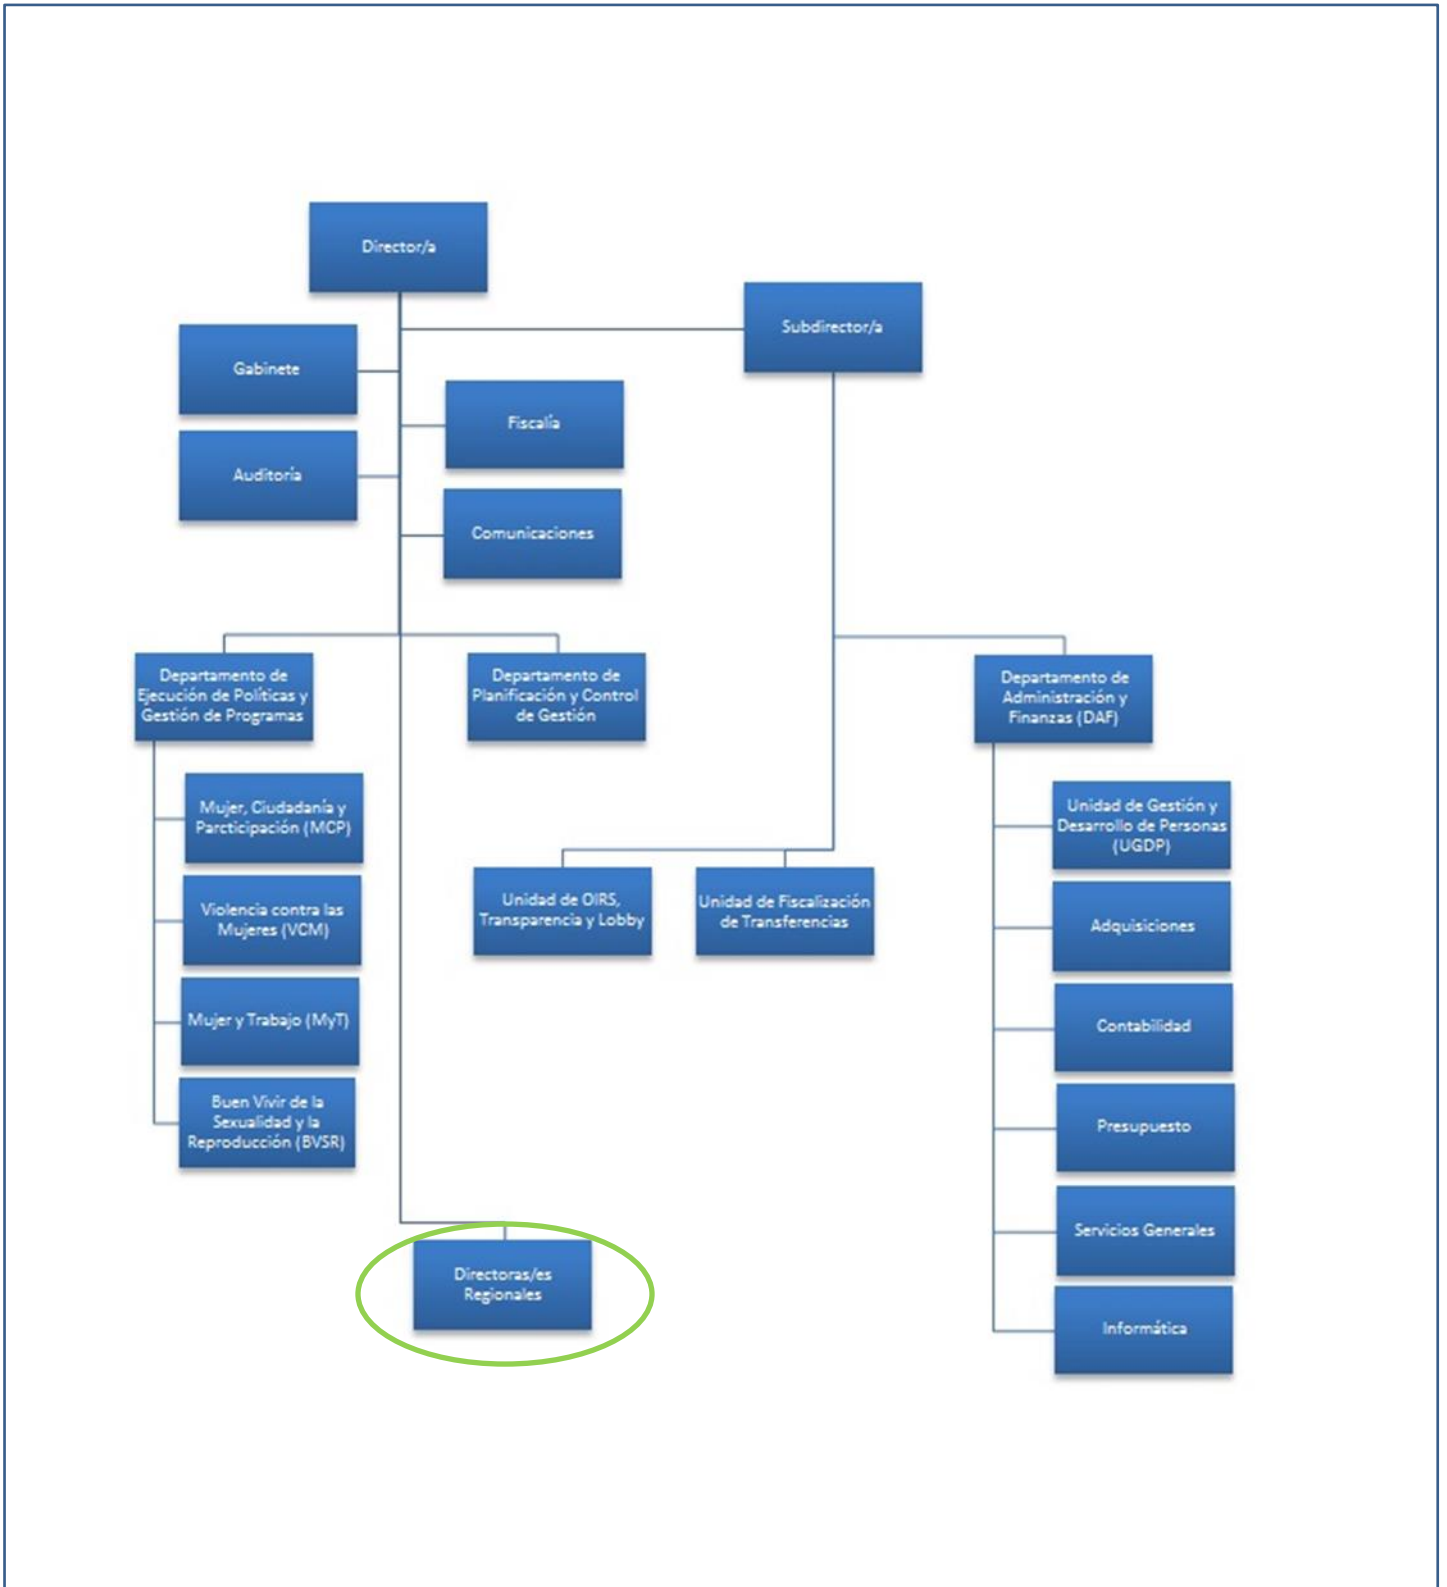 Director/a
Subdirector/a
Gabinete
Fiscalía
Auditoría
Comunicaciones
Departamento de
Ejecución de Políticas y
Gestión de Programas
Departamento de
Planificación y Control
de Gestión
Departamento de
Administración y
Finanzas (DAF)
Mujer, Ciudadanía y
Parcticipación (MCP)
Violencia contra las
Mujeres (VCM)
Mujer y Trabajo (MyT)
Buen Vivir de la
Sexualidad y la
Reproducción (BVSR)
Unidad de OIRS,
Transparencia y Lobby
Unidad de Fiscalización
de Transferencias
Unidad de Gestión y
Desarrollo de Personas
(UGDP)
Adquisiciones
Contabilidad
Presupuesto
Servicios Generales
Informática
Directoras/es
Regionales